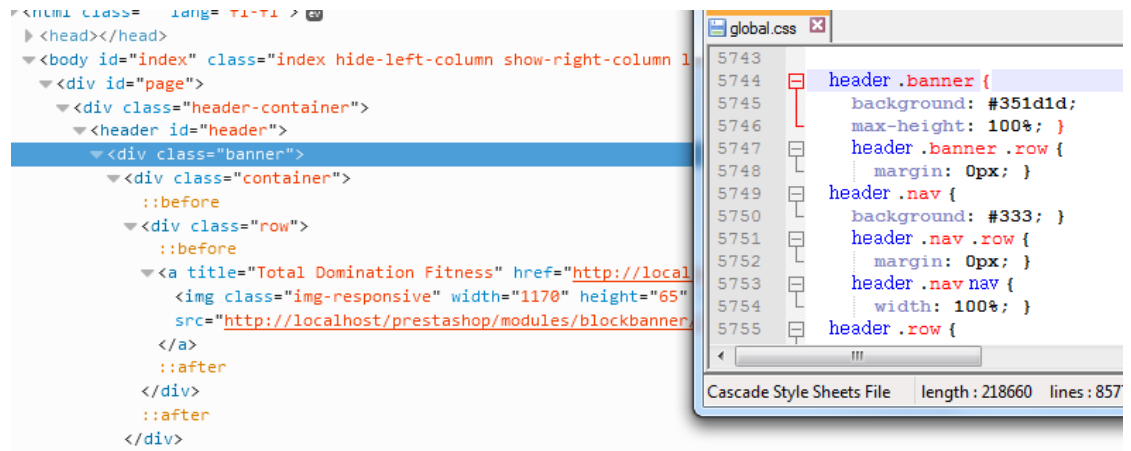 <html class="" lang="fi-fi"> ev
<head></head>
<body id="index" class="index hide-left-column show-right-column l
<div id="page">
<div class="header-container">
<header id="header">
<div class="banner">
<div class="container">
::before
<div class="row">
::before
<a title="Total Domination Fitness" href="http://local
<img class="img-responsive" width="1170" height="65"
src="http://localhost/prestashop/modules/blockbanner/
</a>
::after
</div>
::after
</div>
global.css
5743
5744 header .banner {
5745 background: #351d1d;
5746 max-height: 100%; }
5747 header .banner .row {
5748 margin: 0px; }
5749 header .nav {
5750 background: #333; }
5751 header .nav .row {
5752 margin: 0px; }
5753 header .nav nav {
5754 width: 100%; }
5755 header .row {
Cascade Style Sheets File length : 218660 lines : 857